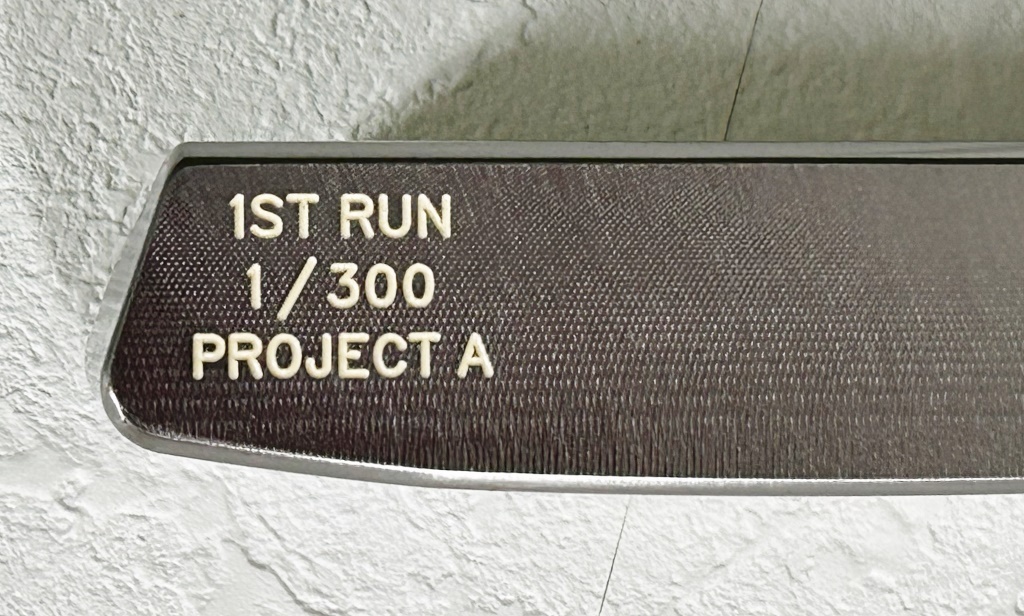 1ST RUN
1/300
PROJECT A